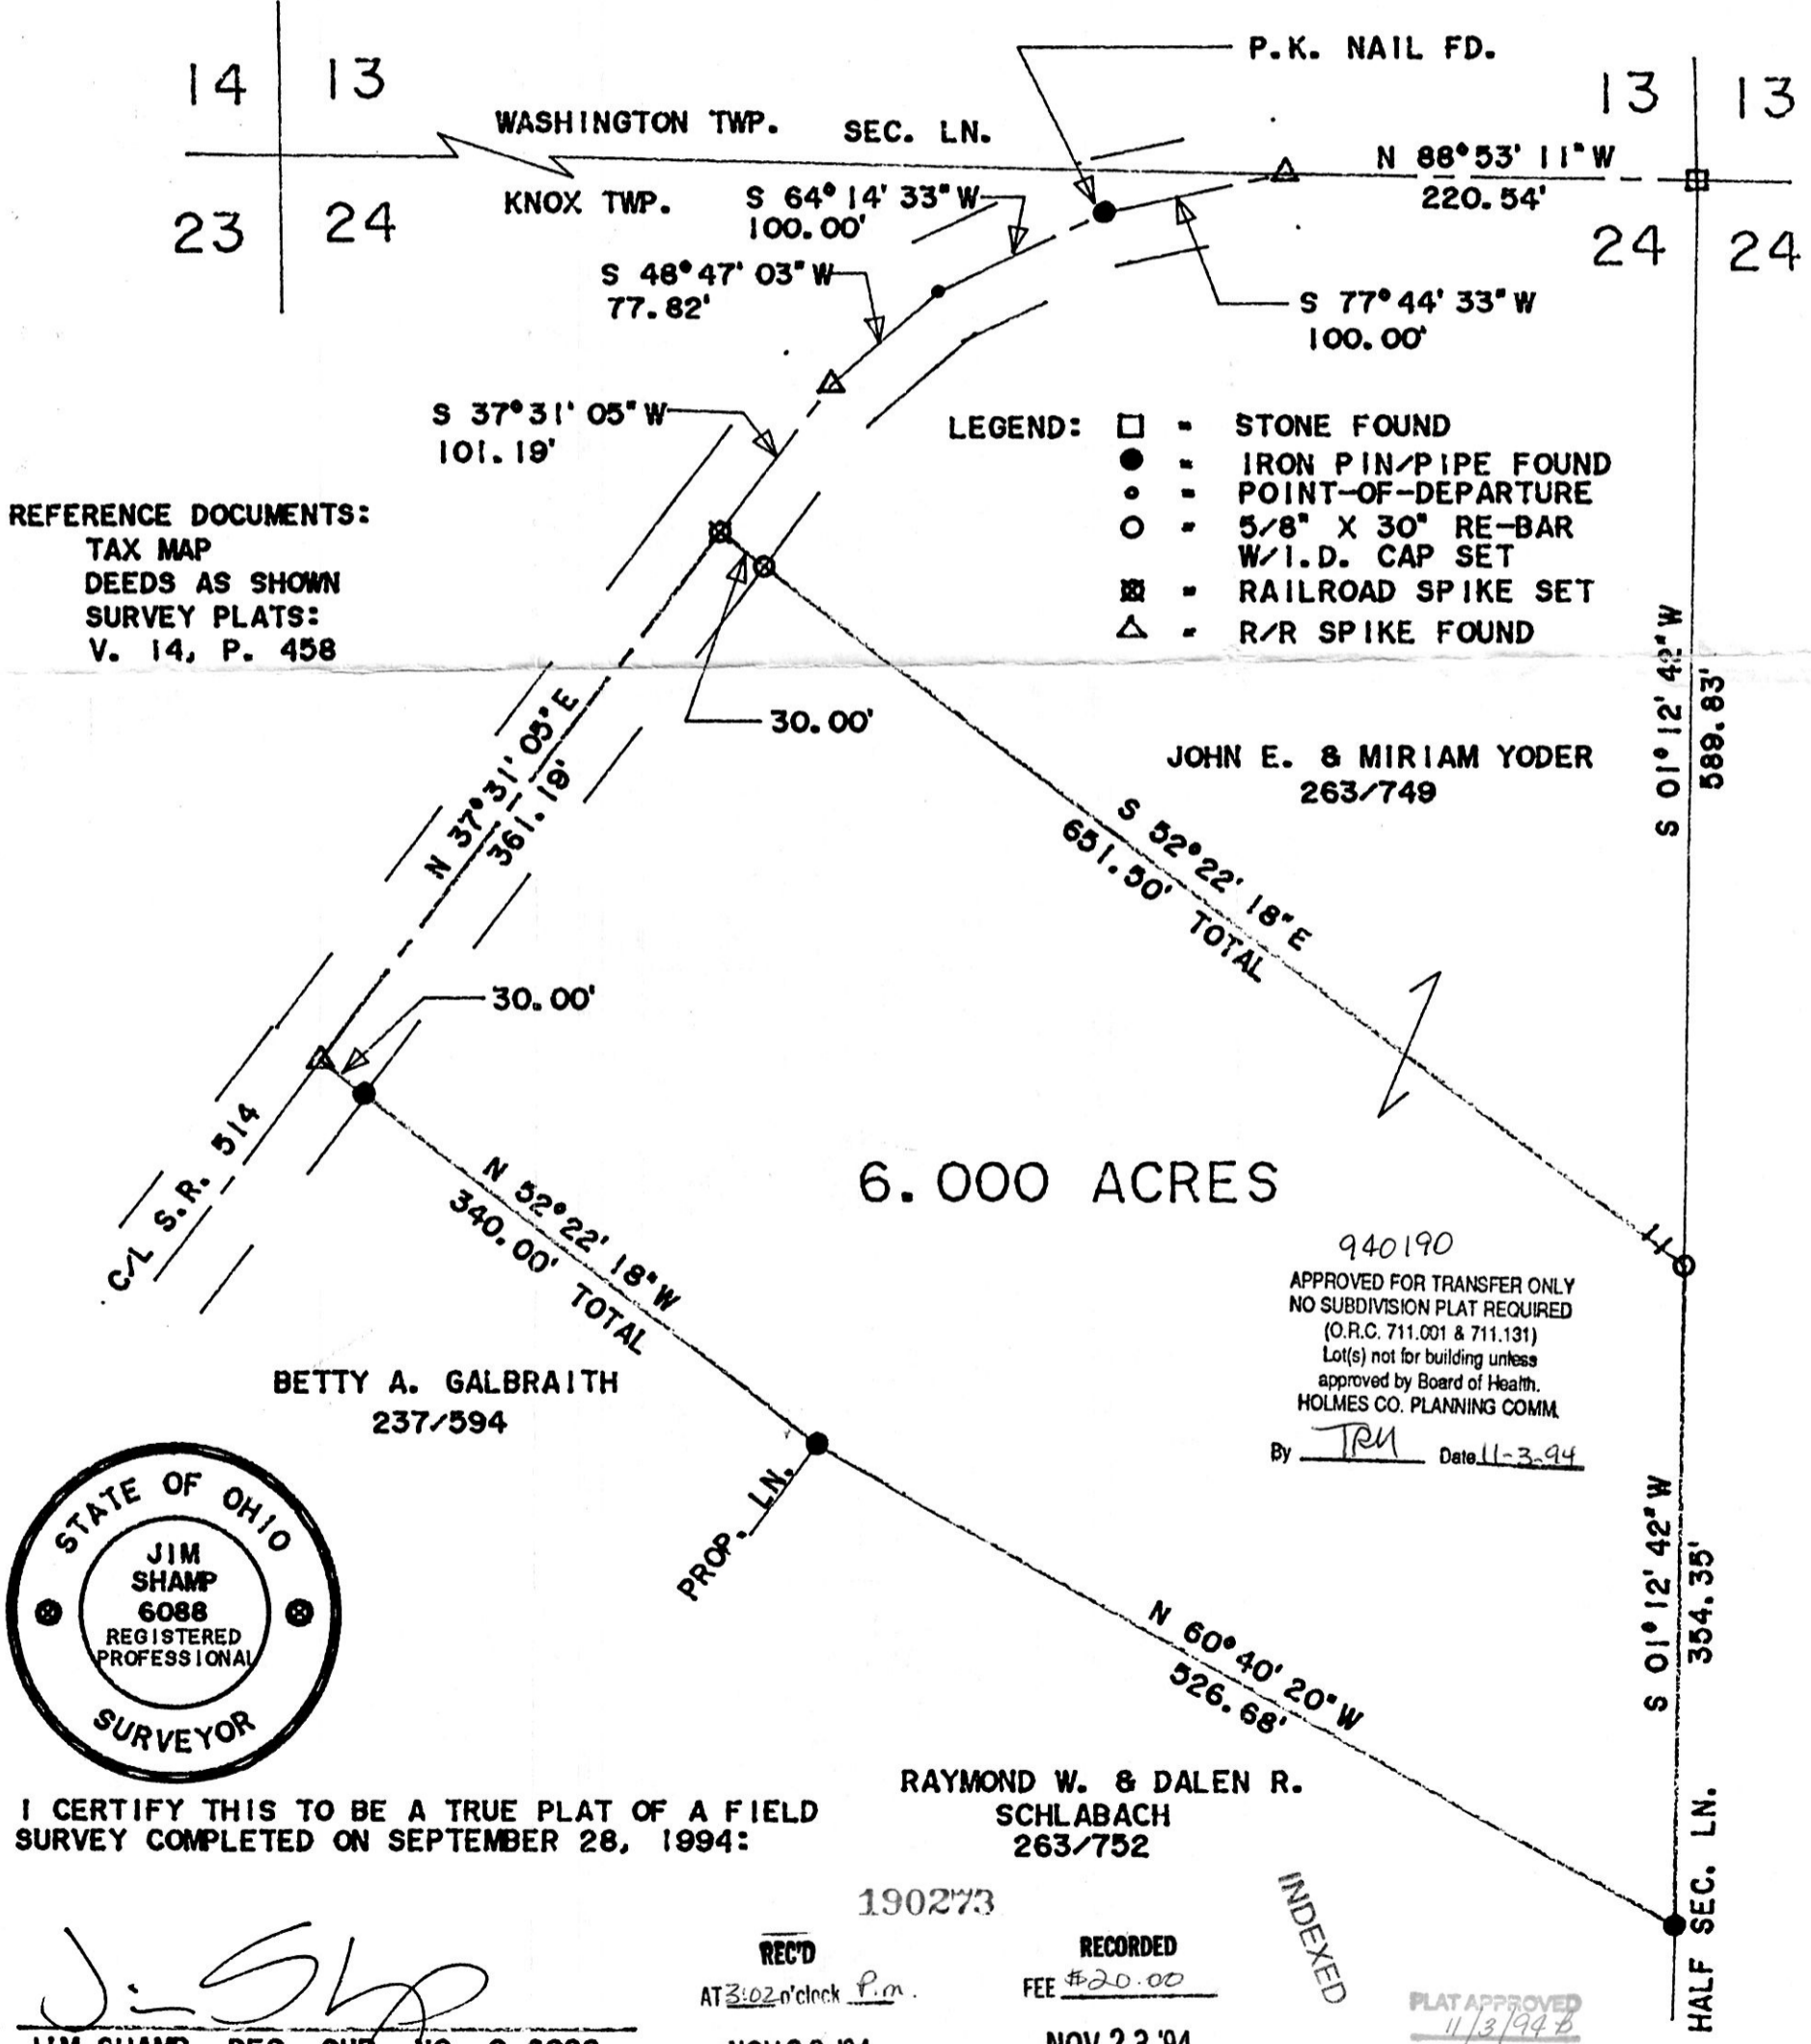 P.K. NAIL FD.
14 13
13 13
WASHINGTON TWP. SEC. LN.
N 88°53' 11" W
220.54'
KNOX TWP.
S 64°14' 33" W
100.00'
23 24
24 24
S 48°47' 03" W
77.82'
S 77°44' 33" W
100.00'
S 37°31' 05" W
101.19'
LEGEND: □ - STONE FOUND
● - IRON PIN/PIPE FOUND
• - POINT-OF-DEPARTURE
○ - 5/8" X 30" RE-BAR
W/I.D. CAP SET
- RAILROAD SPIKE SET
△ - R/R SPIKE FOUND
REFERENCE DOCUMENTS:
TAX MAP
DEEDS AS SHOWN
SURVEY PLATS:
V. 14, P. 458
S 01°12' 42" W
589.83'
30.00'
N 37°31' 05" E
361.19'
JOHN E. & MIRIAM YODER
263/749
S 52°22' 18" E
651.50' TOTAL
30.00'
C/L S.R. 514
6.000 ACRES
N 52°22' 18" W
340.00' TOTAL
940190
APPROVED FOR TRANSFER ONLY
NO SUBDIVISION PLAT REQUIRED
(O.R.C. 711.001 & 711.131)
Lot(s) not for building unless
approved by Board of Health.
HOLMES CO. PLANNING COMM.
By TRM Date 11-3-94
BETTY A. GALBRAITH
237/594
PROP. LN.
S 01°12' 42" W
354.35'
STATE OF OHIO
JIM
SHAMP
6088
REGISTERED
PROFESSIONAL
SURVEYOR
N 60°40' 20" W
526.68'
RAYMOND W. & DALEN R.
SCHLABACH
263/752
HALF SEC. LN.
I CERTIFY THIS TO BE A TRUE PLAT OF A FIELD
SURVEY COMPLETED ON SEPTEMBER 28, 1994:
190273
INDEXED
REC'D
AT 3:02 o'clock P.m.
RECORDED
FEE $20.00
NOV 23 '94
PLAT APPROVED
11/3/94